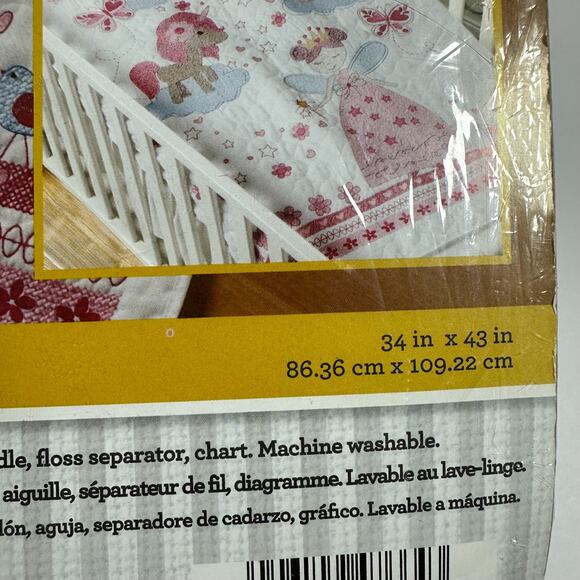 34 in x 43 in
86.36 cm x 109.22 cm
dle, floss separator, chart. Machine washable.
aiguille, séparateur de fil, diagramme. Lavable au lave-linge.
lón, aguja, separadore de cadarzo, gráfico. Lavable a máquina.